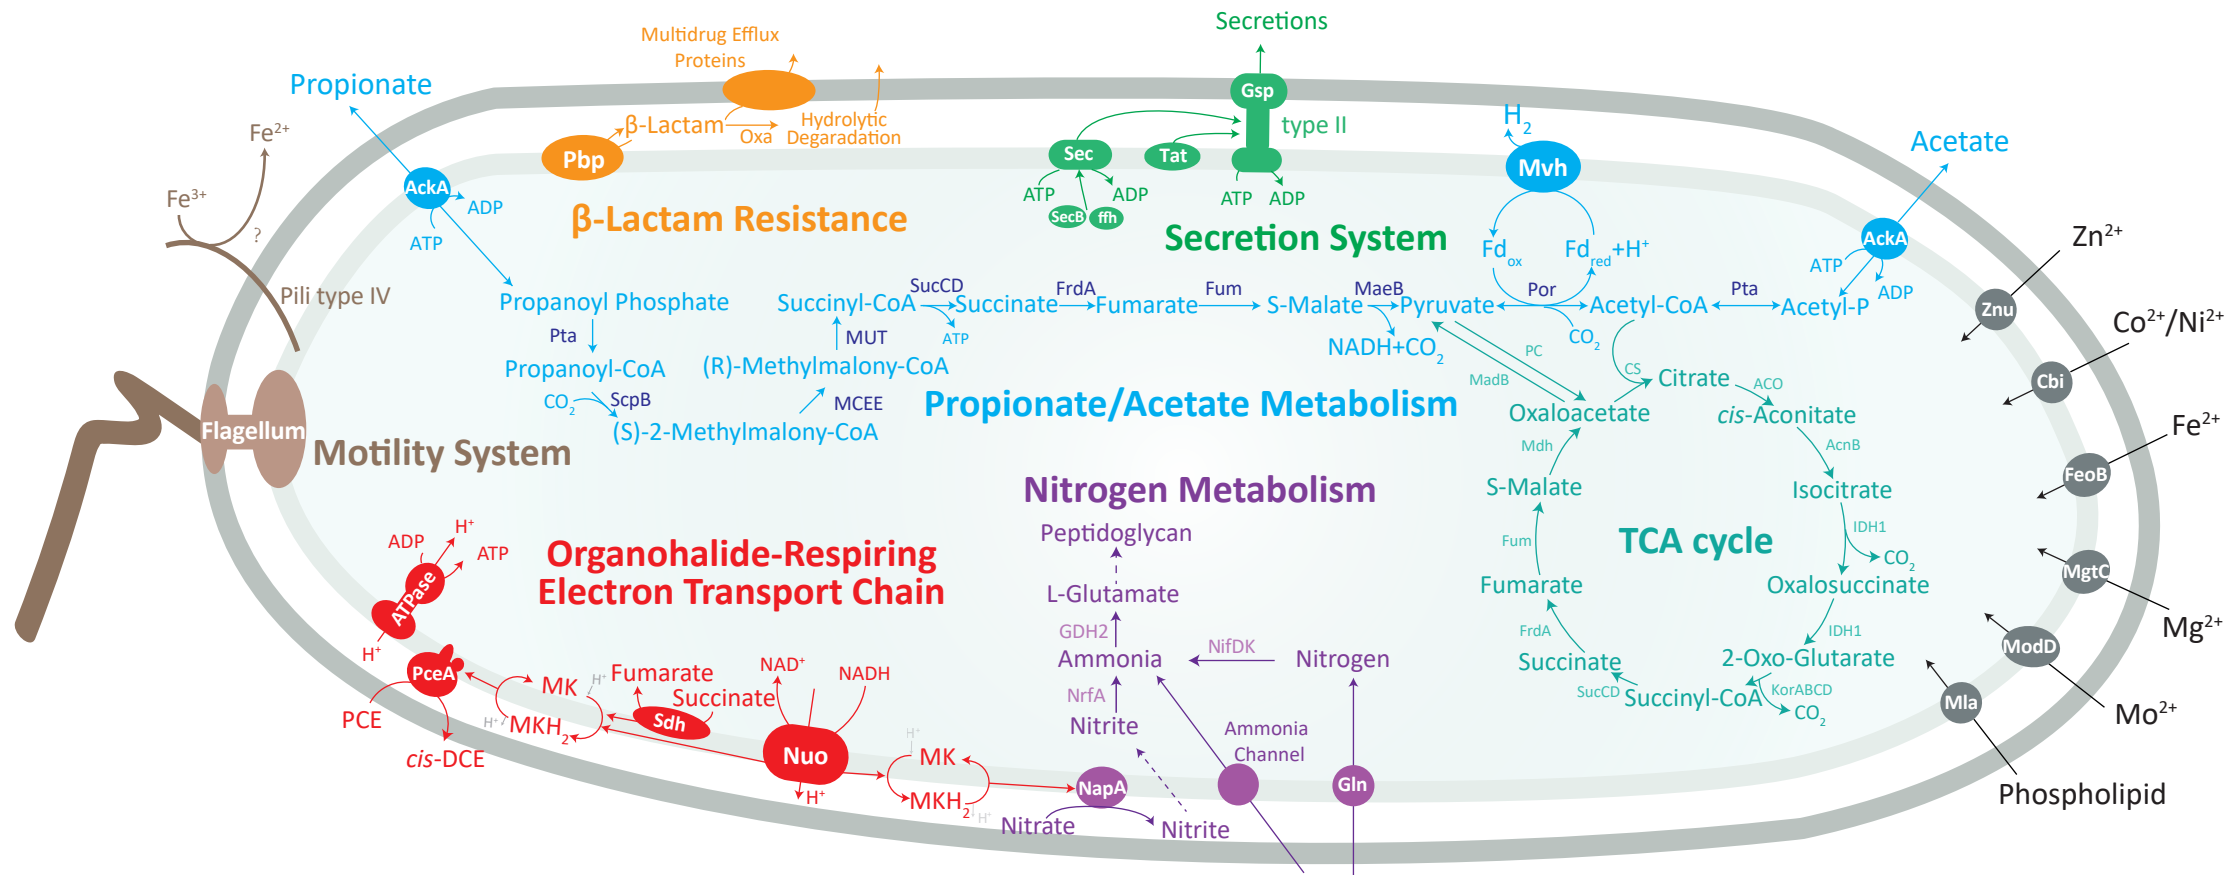 Secretions
Multidrug Efflux
Proteins
Propionate
Gsp
type II
β-Lactam
Oxa
Hydrolytic
Degaradation
Pbp
Sec
Tat
ATP
ADP
SecB
ffh
ATP
ADP
H2
Mvh
Acetate
Fe2+
Fe3+
?
Pili type IV
AckA
ADP
ATP
β-Lactam Resistance
Secretion System
Fdox
Fdred+H+
AckA
ATP
ADP
Zn2+
Znu
Co2+/Ni2+
Cbi
Fe2+
FeoB
MgtC
Mg2+
ModD
Mo2+
Mla
Phospholipid
Propanoyl Phosphate
Pta
Propanoyl-CoA
CO2
ScpB
(S)-2-Methylmalony-CoA
MCEE
(R)-Methylmalony-CoA
MUT
Succinyl-CoA
SucCD
ATP
Succinate
FrdA
Fumarate
Fum
S-Malate
MaeB
NADH+CO2
Pyruvate
Por
CO2
Acetyl-CoA
Pta
Acetyl-P
Propionate/Acetate Metabolism
PC
MadB
CS
Citrate
ACO
Oxaloacetate
cis-Aconitate
Mdh
AcnB
S-Malate
Isocitrate
TCA cycle
IDH1
CO2
Fum
Fumarate
Oxalosuccinate
IDH1
FrdA
Succinate
2-Oxo-Glutarate
SucCD
Succinyl-CoA
KorABCD
CO2
Flagellum
Motility System
Nitrogen Metabolism
Peptidoglycan
L-Glutamate
GDH2
Ammonia
NifDK
Nitrogen
NrfA
Nitrite
Ammonia
Channel
NapA
Gln
Nitrate
Nitrite
Organohalide-Respiring
Electron Transport Chain
ADP
H+
ATP
ATPase
H+
PceA
PCE
cis-DCE
MK
H+
MKH2
H+
Fumarate
Succinate
Sdh
NAD+
NADH
Nuo
H+
H+
MK
MKH2
H+